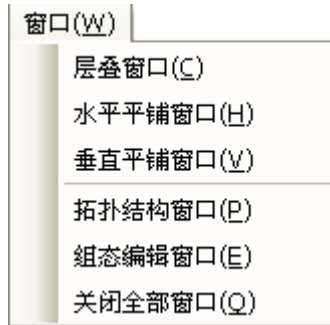 窗口(W)
层叠窗口(C)
水平平铺窗口(H)
垂直平铺窗口(V)
拓扑结构窗口(P)
组态编辑窗口(E)
关闭全部窗口(Q)